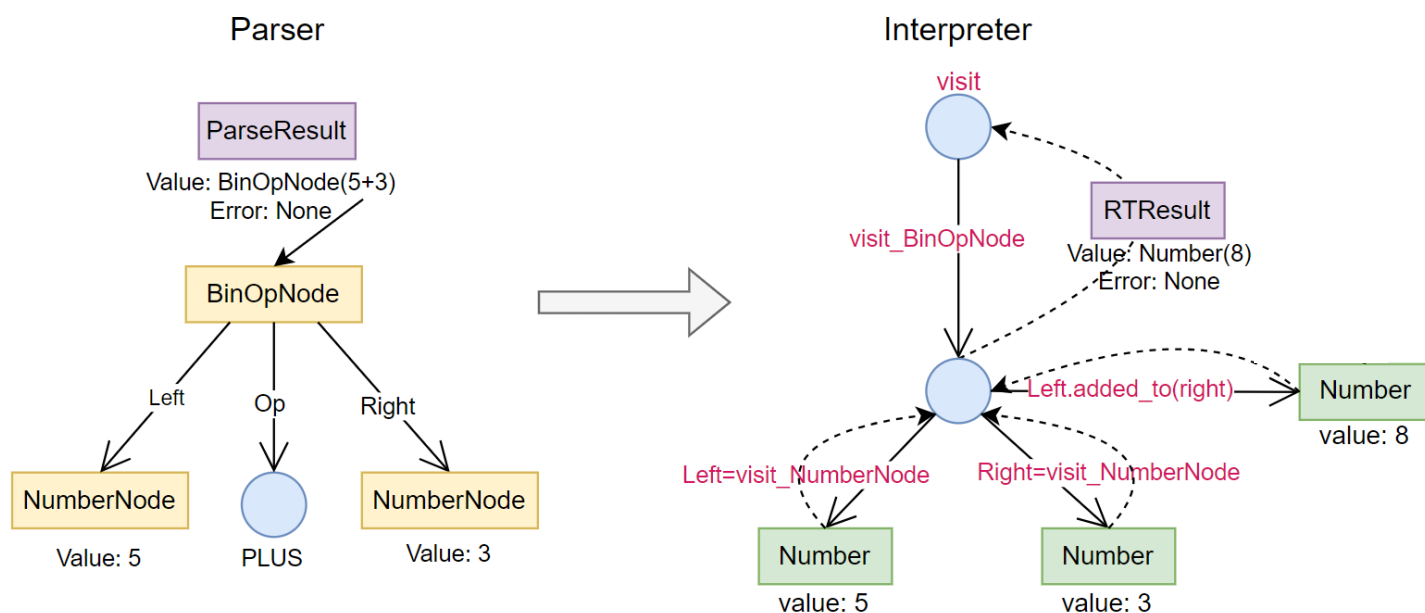 Parser
ParseResult
Value: BinOpNode(5+3)
Error: None
BinOpNode
Left
Op
Right
NumberNode
NumberNode
Value: 5
PLUS
Value: 3
Interpreter
visit
RTResult
visit_BinOpNode
Value: Number(8)
Error: None
Left.added_to(right)
Number
value: 8
Left=visit_NumberNode
Right=visit_NumberNode
Number
Number
value: 5
value: 3